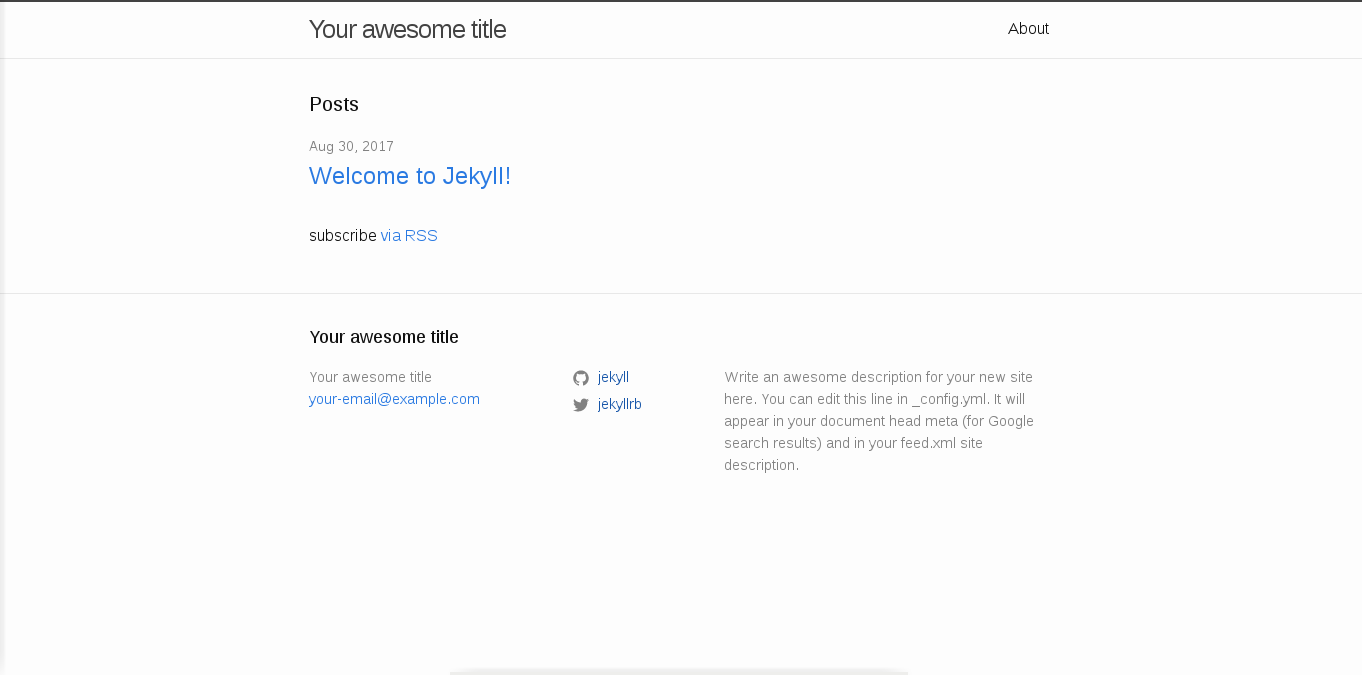 Your awesome title
About
Posts
Aug 30, 2017
Welcome to Jekyll!
subscribe via RSS
Your awesome title
Your awesome title
your-email@example.com
jekyll
jekyllrb
Write an awesome description for your new site
here. You can edit this line in _config.yml. It will
appear in your document head meta (for Google
search results) and in your feed.xml site
description.